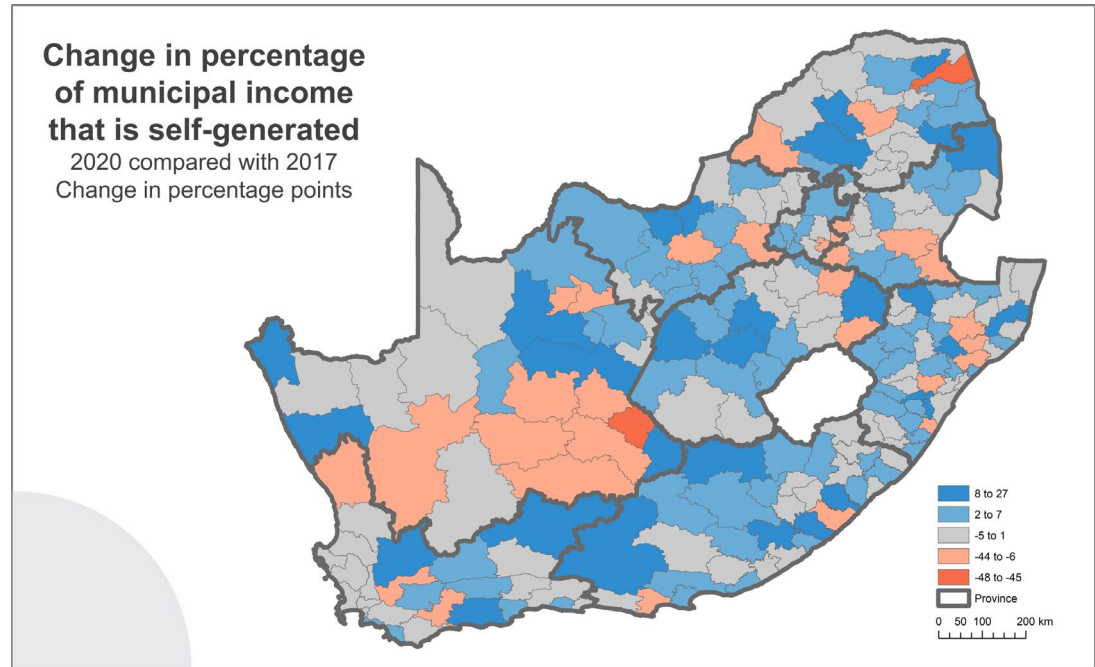 Change in percentage
of municipal income
that is self-generated
2020 compared with 2017
Change in percentage points
8 to 27
2 to 7
-5 to 1
-44 to -6
-48 to -45
Province
0 50 100 200 km